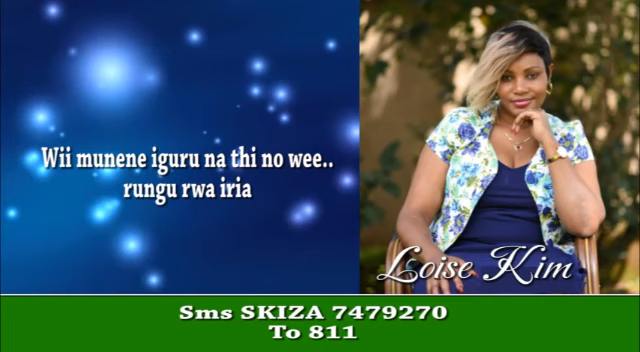 Wii munene iguru na thi no wee..
rungu rwa iria
Loise Kim
Sms SKIZA 7479270
To 811